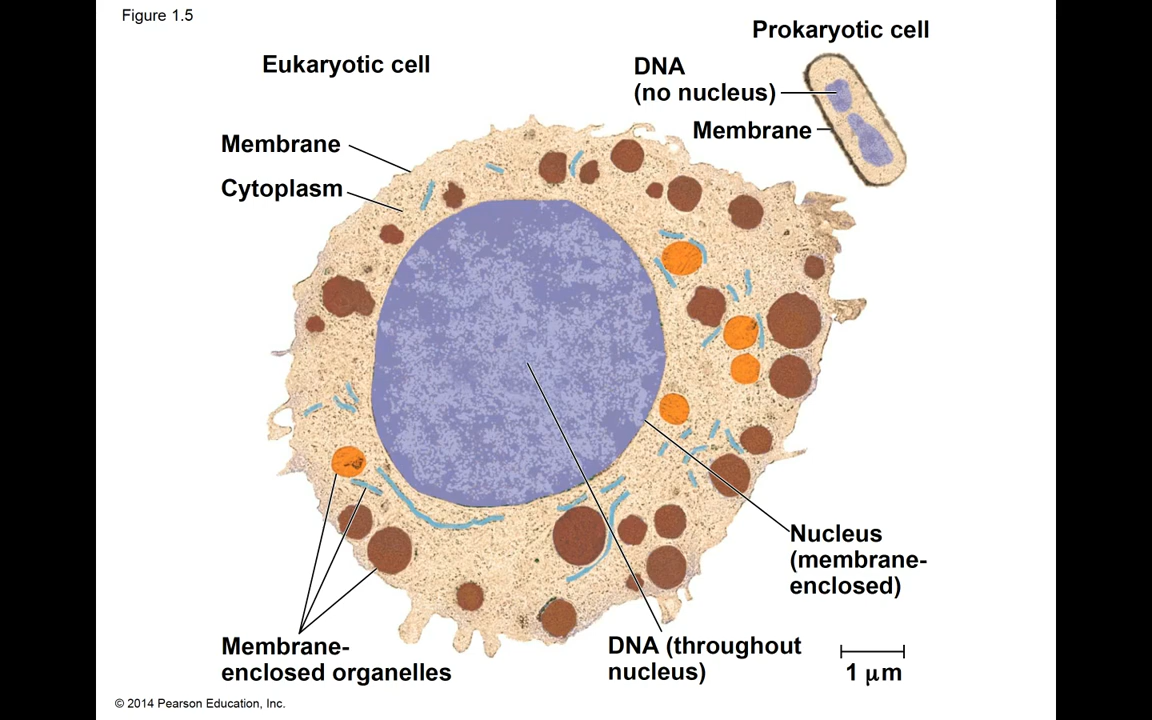 Figure 1.5
Prokaryotic cell
Eukaryotic cell
DNA
(no nucleus)
Membrane
Membrane
Cytoplasm
Nucleus
(membrane-
enclosed)
Membrane-
enclosed organelles
DNA (throughout
nucleus)
1 μm
© 2014 Pearson Education, Inc.